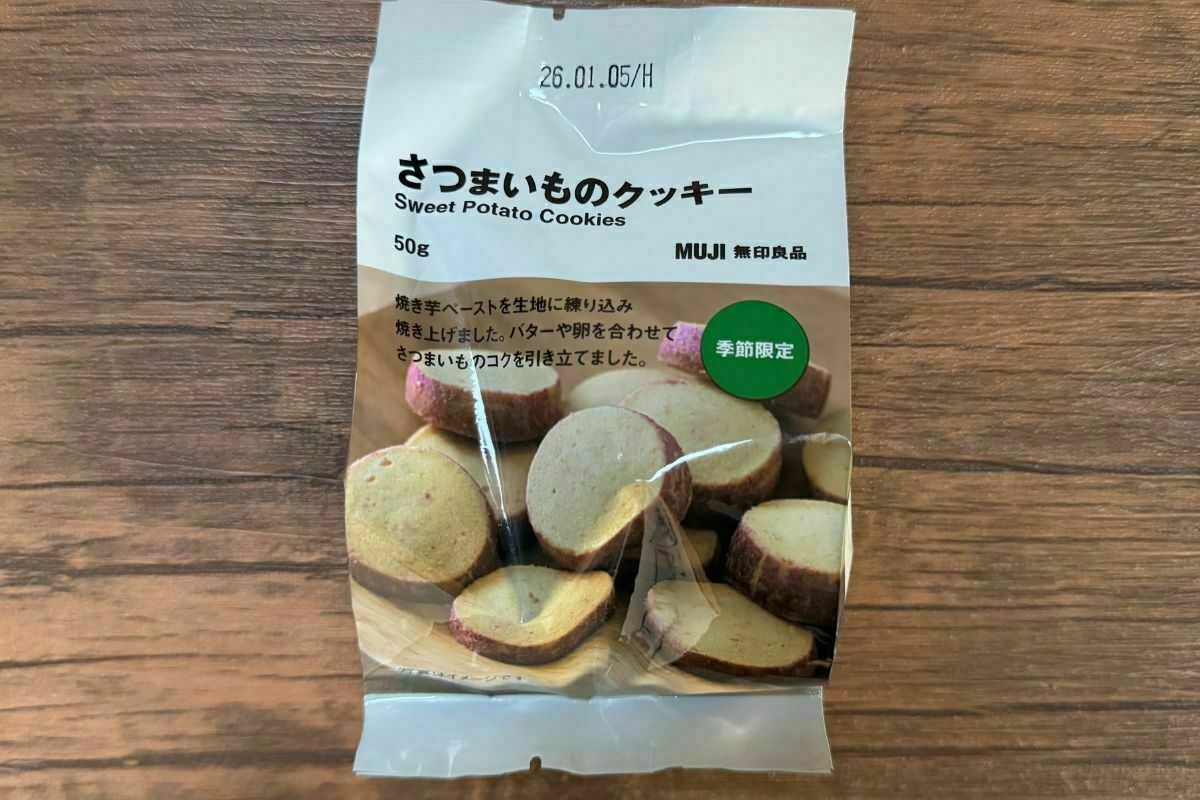 26.01.05/H
さつまいものクッキー
Sweet Potato Cookies
50g
MUJI 無印良品
焼き芋ペーストを生地に練り込み
焼き上げました。バターや卵を合わせて
さつまいものコクを引き立てました。
季節限定